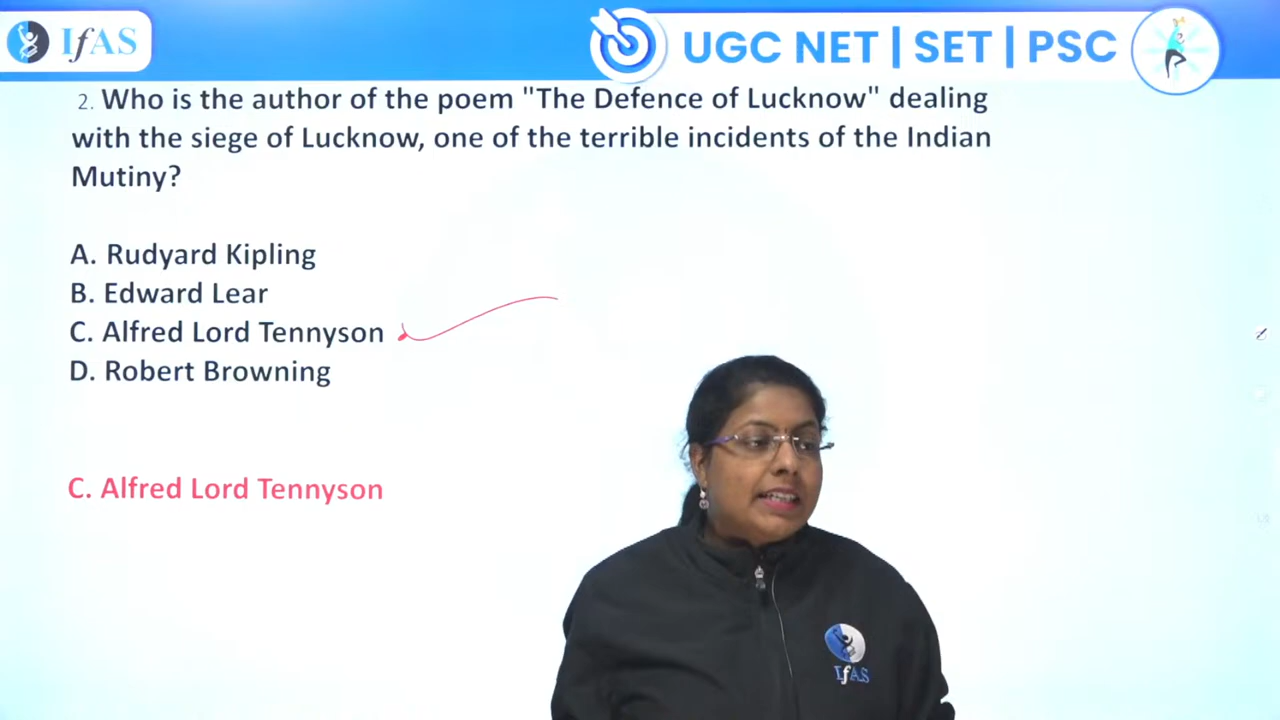 IfAS
UGC NET | SET | PSC
2. Who is the author of the poem "The Defence of Lucknow" dealing
with the siege of Lucknow, one of the terrible incidents of the Indian
Mutiny?
A. Rudyard Kipling
B. Edward Lear
C. Alfred Lord Tennyson
D. Robert Browning
C. Alfred Lord Tennyson
IfAS